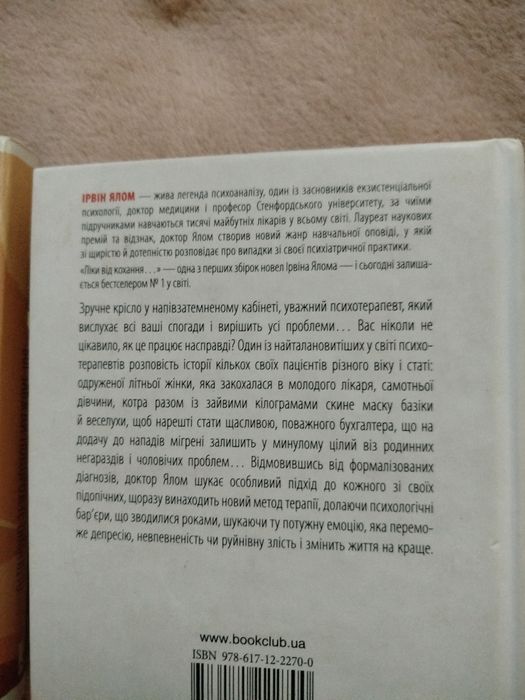 ІРВІН ЯЛОМ — жива легенда психоаналізу, один із засновників екзистенціальної
психології, доктор медицини і професор Стенфордського університету, за чиїми
підручниками навчаються тисячі майбутніх лікарів у всьому світі. Лауреат наукових
премій та відзнак, доктор Ялом створив новий жанр навчальної оповіді, у якій
зі щирістю й дотепністю розповідає про випадки зі своєї психіатричної практики.
«Ліки від кохання…» — одна з перших збірок новел Ірвіна Ялома — і сьогодні залиша-
ється бестселером № 1 у світі.
Зручне крісло у напівзатемненому кабінеті, уважний психотерапевт, який
вислухає всі ваші спогади і вирішить усі проблеми… Вас ніколи не
цікавило, як це працює насправді? Один із найталановитіших у світі психо-
терапевтів розповість історії кількох своїх пацієнтів різного віку і статі:
одруженої літньої жінки, яка закохалася в молодого лікаря, самотньої
дівчини, котра разом із зайвими кілограмами скине маску базіки
й веселухи, щоб нарешті стати щасливою, поважного бухгалтера, що на
додачу до нападів мігрені залишить у минулому цілий віз родинних
негараздів і чоловічих проблем… Відмовившись від формалізованих
діагнозів, доктор Ялом шукає особливий підхід до кожного зі своїх
підопічних, щоразу винаходить новий метод терапії, долаючи психологічні
бар'єри, що зводилися роками, шукаючи ту потужну емоцію, яка перемо-
же депресію, невпевненість чи руйнівну злість і змінить життя на краще.
www.bookclub.ua
ISBN 978-617-12-2270-0